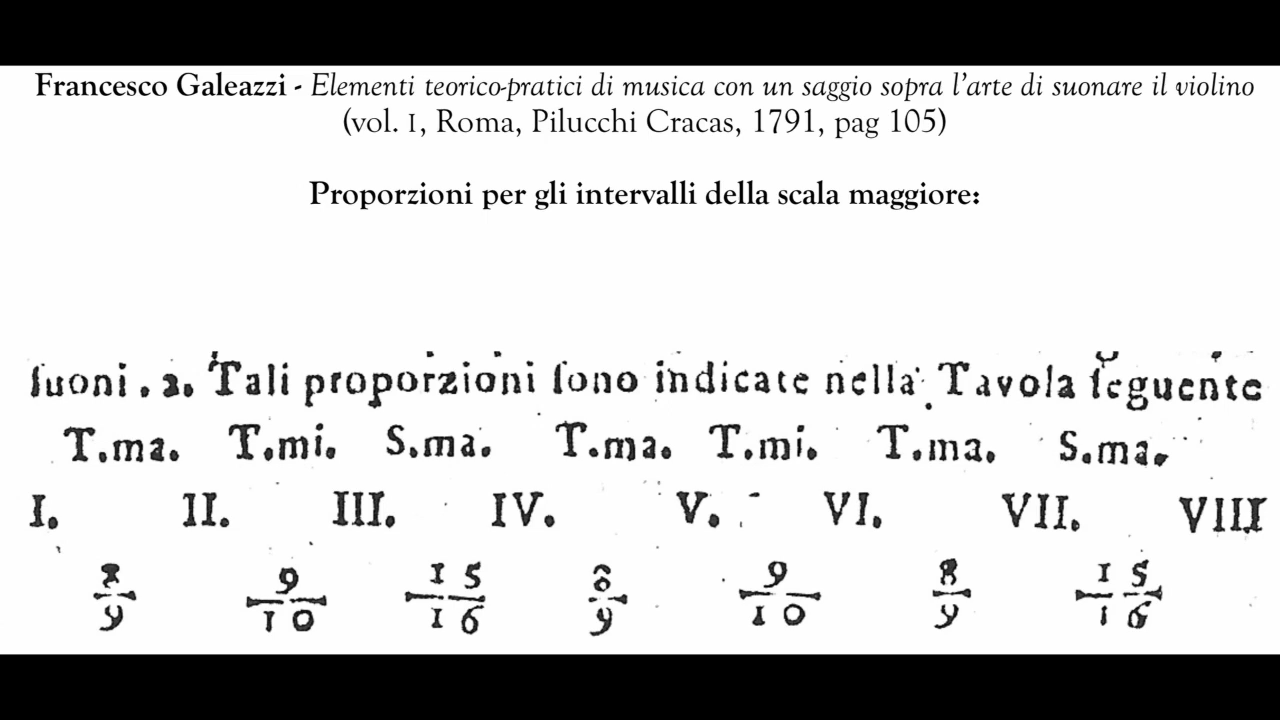 Francesco Galeazzi - Elementi teorico-pratici di musica con un saggio sopra l'arte di suonare il violino
(vol. I, Roma, Pilucchi Cracas, 1791, pag 105)
Proporzioni per gli intervalli della scala maggiore:
ſuoni. 2. Tali proporzioni ſono indicate nella Tavola ſeguente
T.ma. T.mi. S.ma. T.ma. T.mi. T.ma. S.ma.
I. II. III. IV. V. VI. VII. VIII
8/9 9/10 15/16 8/9 9/10 8/9 15/16